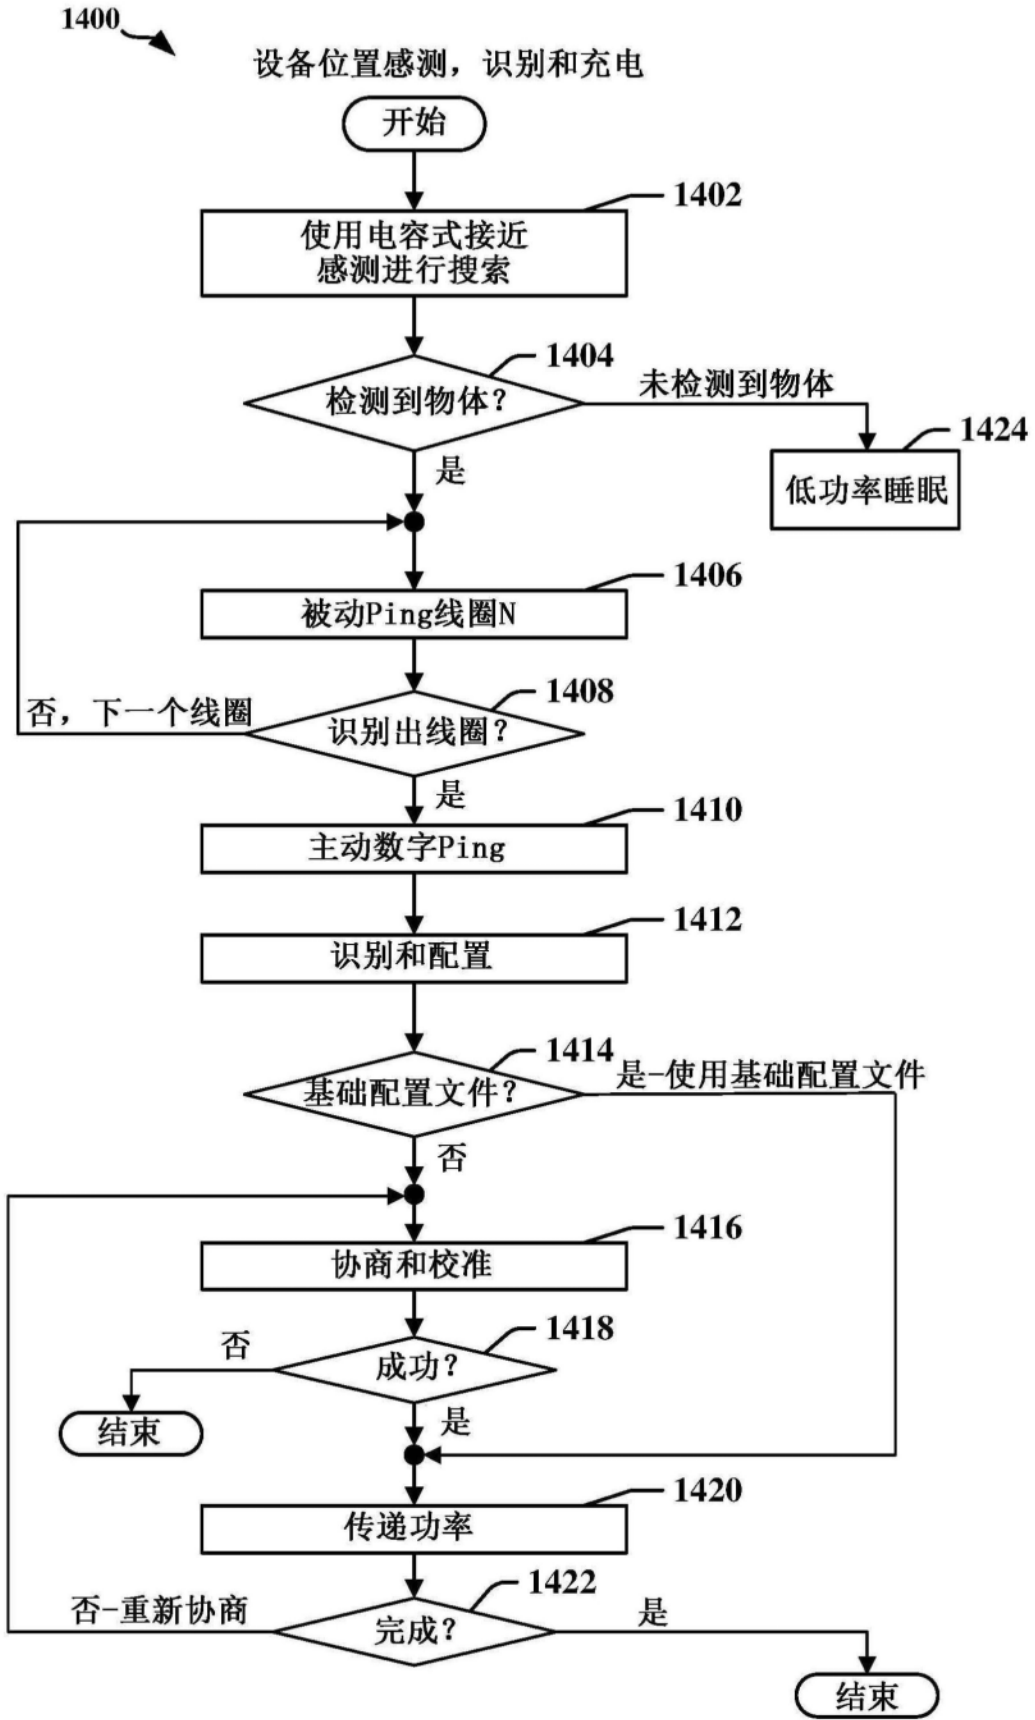 1400
设备位置感测，识别和充电
开始
1402
使用电容式接近
感测进行搜索
1404
检测到物体？
未检测到物体
1424
低功率睡眠
是
1406
被动Ping线圈N
1408
识别出线圈？
否，下一个线圈
是
1410
主动数字Ping
1412
识别和配置
1414
基础配置文件？
是-使用基础配置文件
否
1416
协商和校准
1418
成功？
否
结束
是
1420
传递功率
1422
完成？
否-重新协商
是
结束